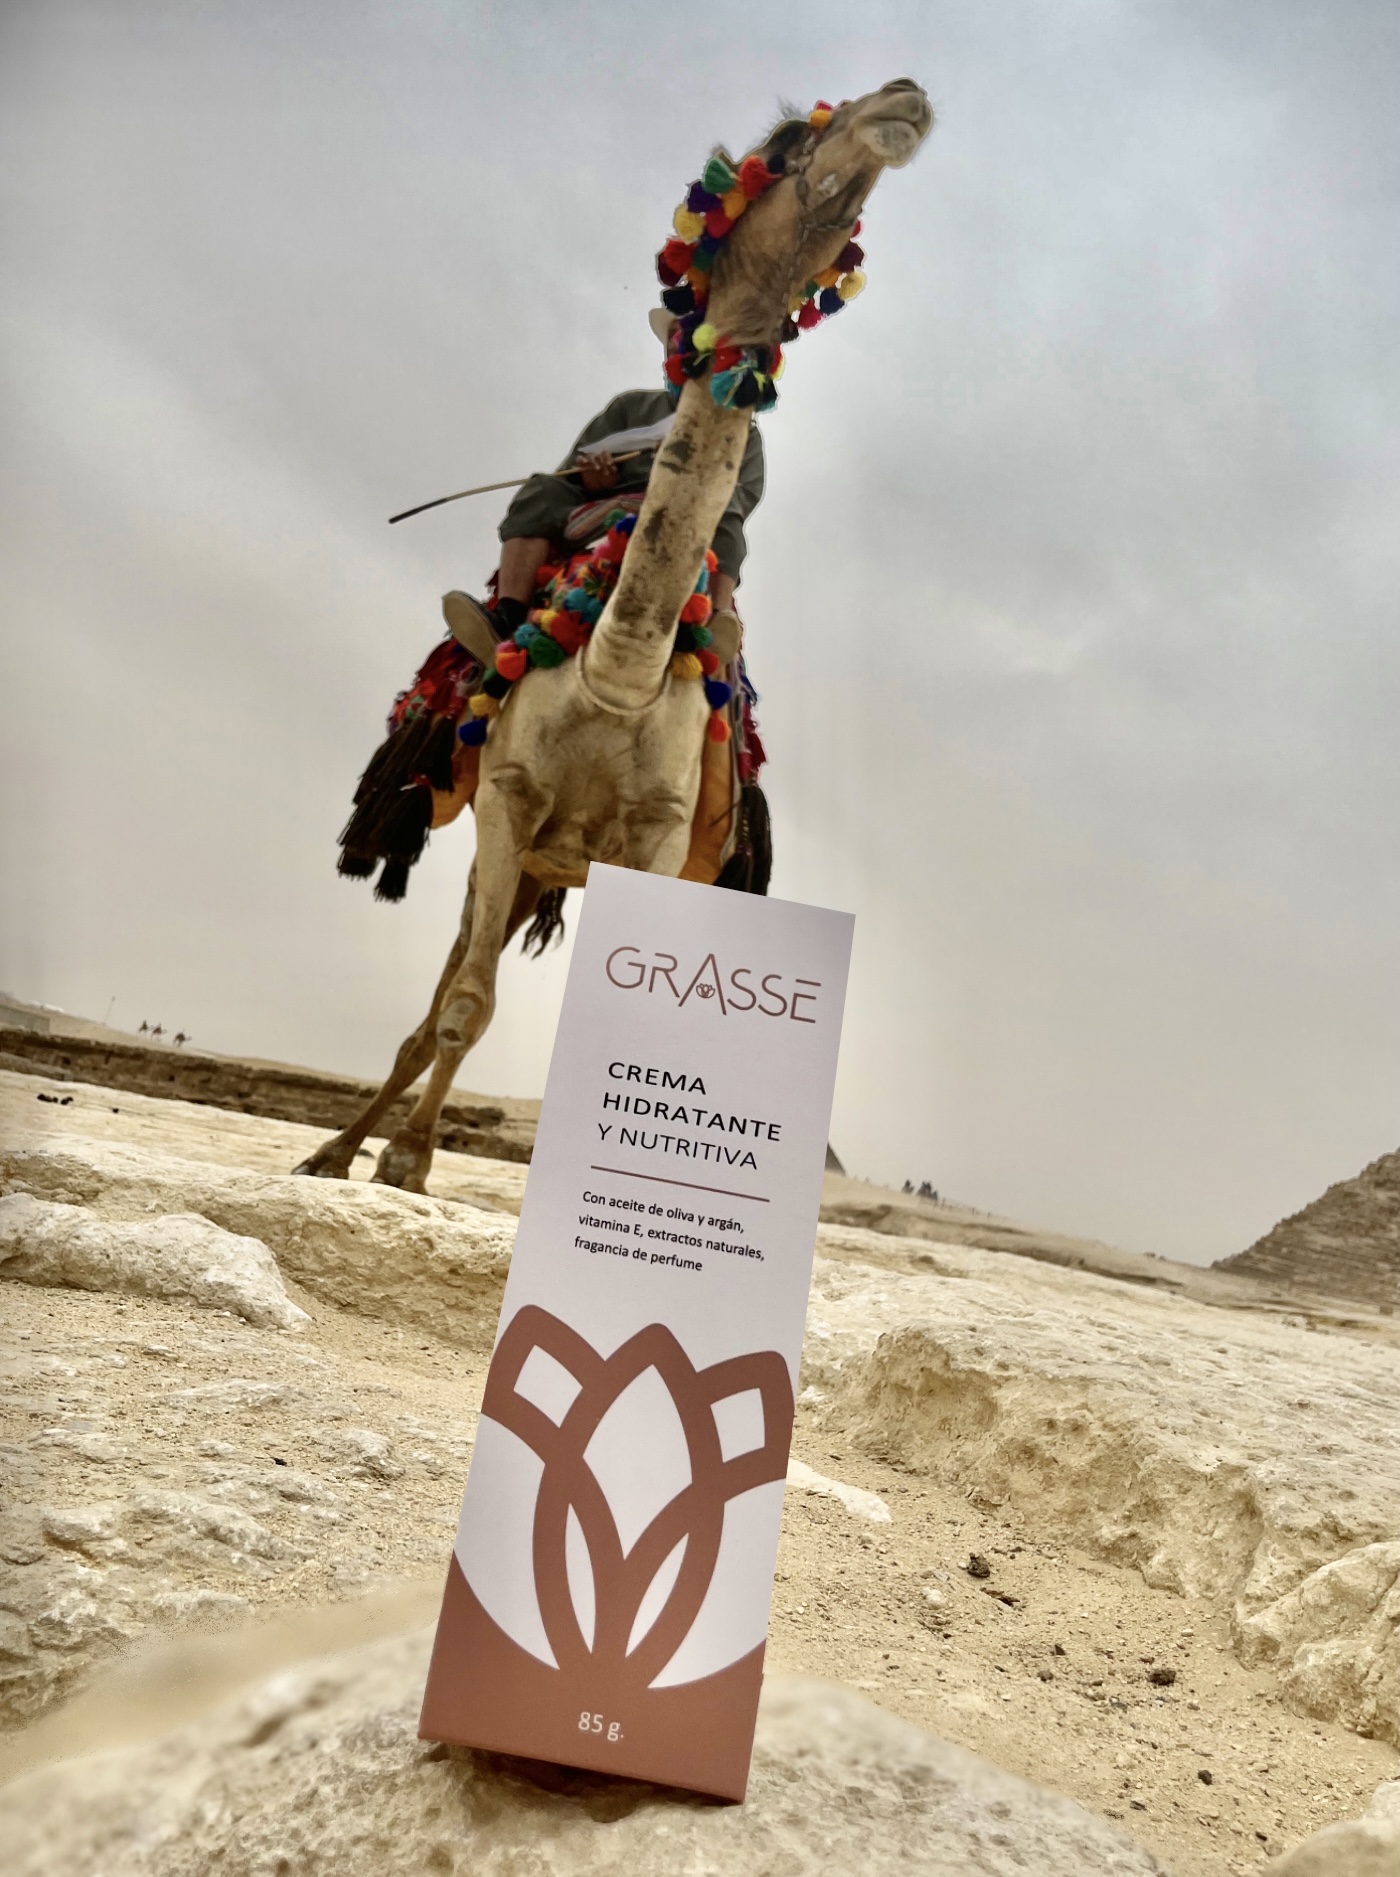 GRASSE
CREMA
HIDRATANTE
Y NUTRITIVA
Con aceite de oliva y argán,
vitamina E, extractos naturales,
fragancia de perfume
85 g.